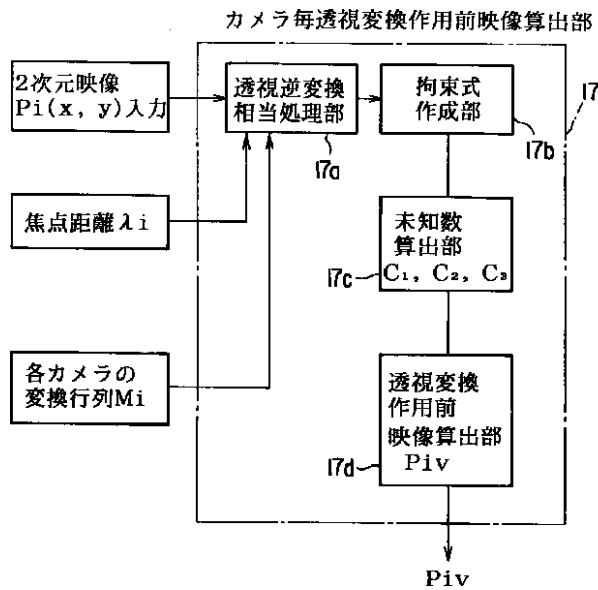 カメラ毎透視変換作用前映像算出部
2次元映像
Pi(x, y)入力
透視逆変換
相当処理部
17a
拘束式
作成部
17b
17
焦点距離λi
未知数
算出部
C₁, C₂, C₃
17c
各カメラの
変換行列Mi
透視変換
作用前
映像算出部
Piv
17d
Piv